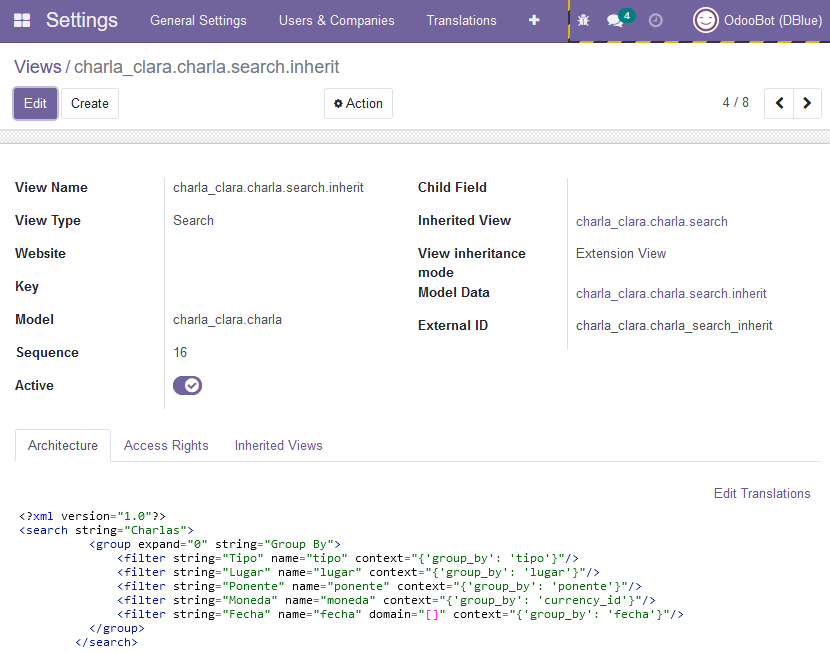 Settings General Settings Users & Companies Translations 4 OdooBot (DBlue)
Views / charla_clara.charla.search.inherit
Edit Create Action 4 / 8
View Name charla_clara.charla.search.inherit
View Type Search
Website
Key
Model charla_clara.charla
Sequence 16
Active
Child Field
Inherited View charla_clara.charla.search
View inheritance mode Extension View
Model Data charla_clara.charla.search.inherit
External ID charla_clara.charla_search_inherit
Architecture Access Rights Inherited Views
Edit Translations
<?xml version="1.0"?>
<search string="Charlas">
<group expand="0" string="Group By">
<filter string="Tipo" name="tipo" context="{'group_by': 'tipo'}"/>
<filter string="Lugar" name="lugar" context="{'group_by': 'lugar'}"/>
<filter string="Ponente" name="ponente" context="{'group_by': 'ponente'}"/>
<filter string="Moneda" name="moneda" context="{'group_by': 'currency_id'}"/>
<filter string="Fecha" name="fecha" domain="[]" context="{'group_by': 'fecha'}"/>
</group>
</search>